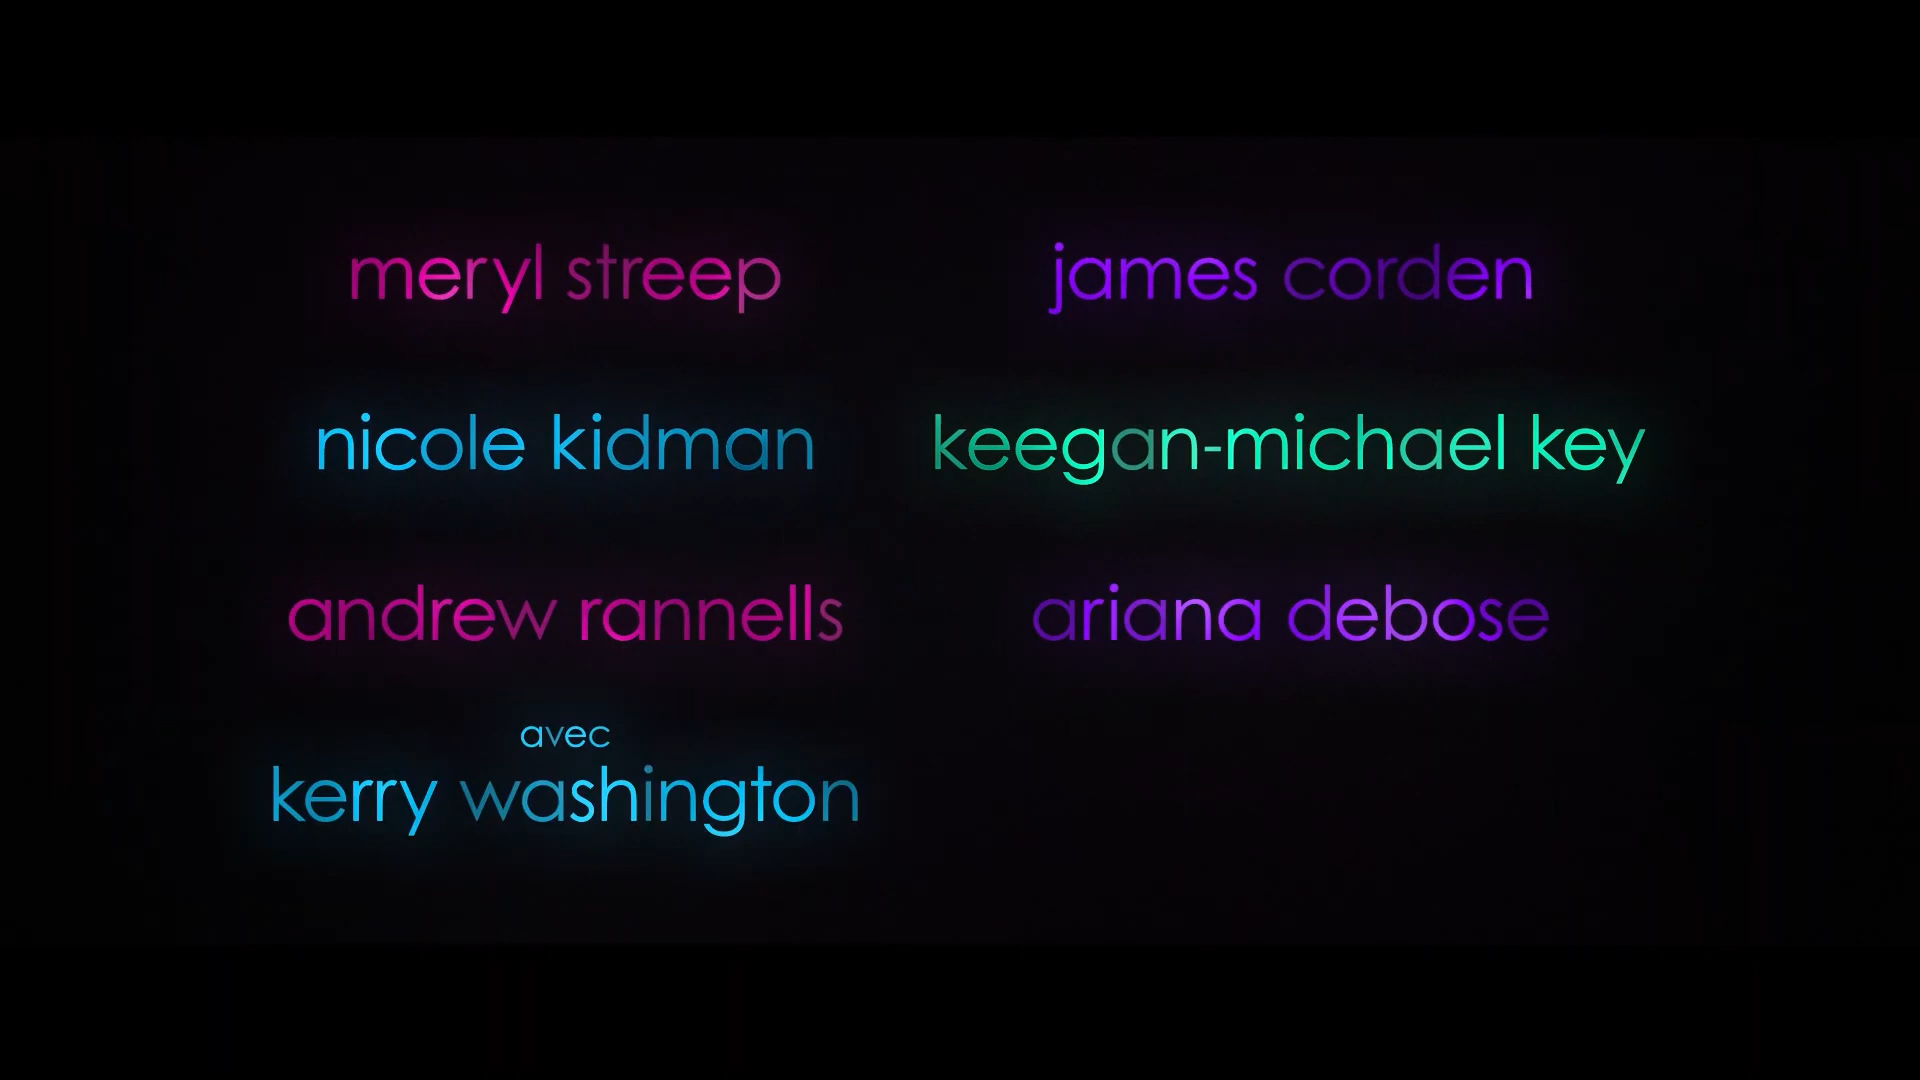 meryl streep
james corden
nicole kidman
keegan-michael key
andrew rannells
ariana debose
avec
kerry washington